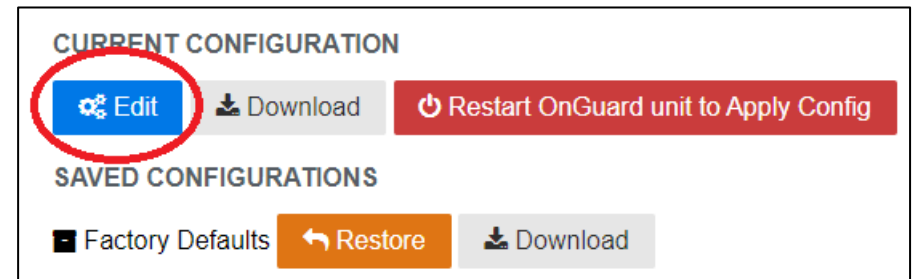 CURRENT CONFIGURATION
Edit Download Restart OnGuard unit to Apply Config
SAVED CONFIGURATIONS
Factory Defaults Restore Download